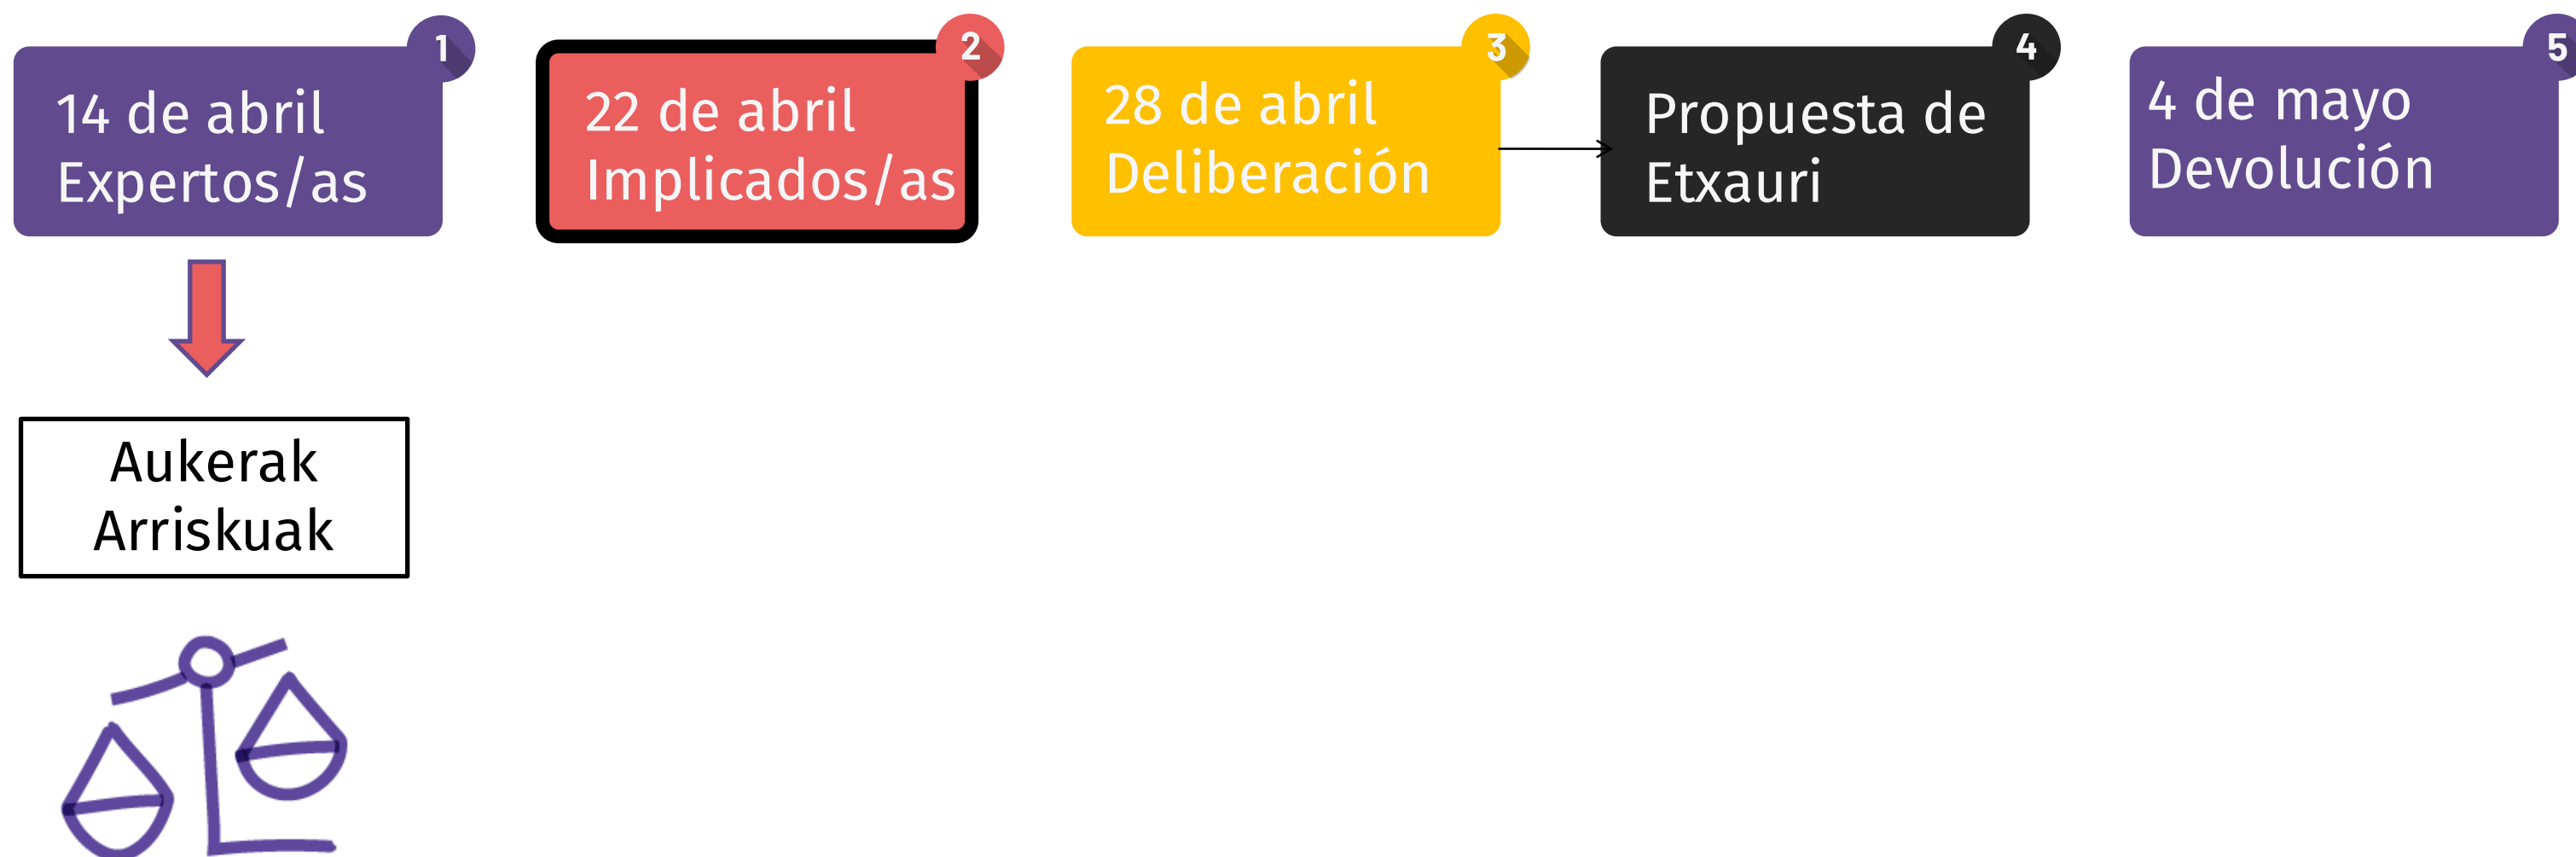 1
14 de abril
Expertos/as
2
22 de abril
Implicados/as
3
28 de abril
Deliberación
4
Propuesta de
Etxauri
5
4 de mayo
Devolución
Aukerak
Arriskuak